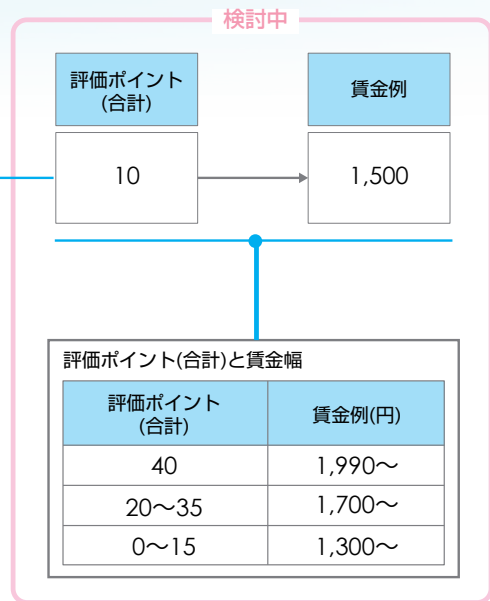 検討中
評価ポイント
(合計)
賃金例
10
1,500
評価ポイント(合計)と賃金幅
評価ポイント
(合計)
賃金例(円)
40
1,990～
20～35
1,700～
0～15
1,300～